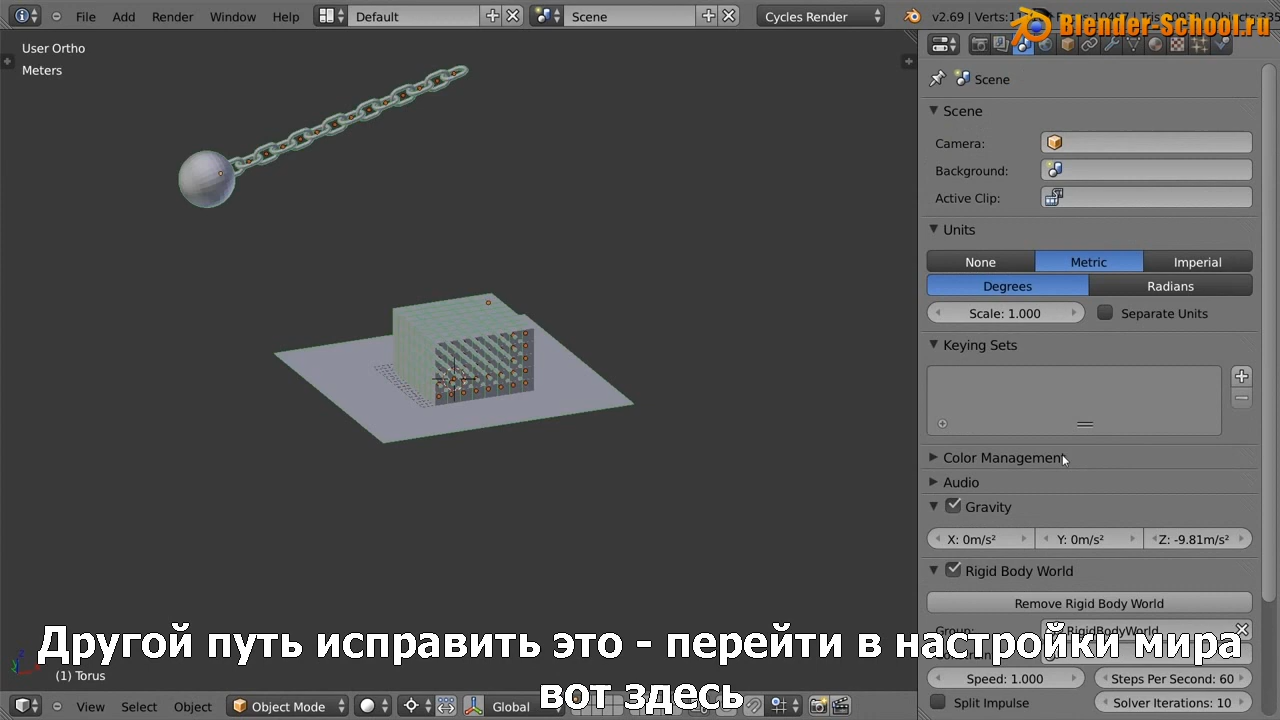 File Add Render Window Help Default Scene Cycles Render v2.69
Blender-School.ru
User Ortho
Meters
Scene
Scene
Camera:
Background:
Active Clip:
Units
None Metric Imperial
Degrees Radians
Scale: 1.000 Separate Units
Keying Sets
Color Management
Audio
Gravity
X: 0m/s² Y: 0m/s² Z: -9.81m/s²
Rigid Body World
Remove Rigid Body World
Group: RigidBodyWorld
Speed: 1.000 Steps Per Second: 60
Split Impulse Solver Iterations: 10
Другой путь исправить это - перейти в настройки мира
вот здесь
(1) Torus
View Select Object Object Mode Global